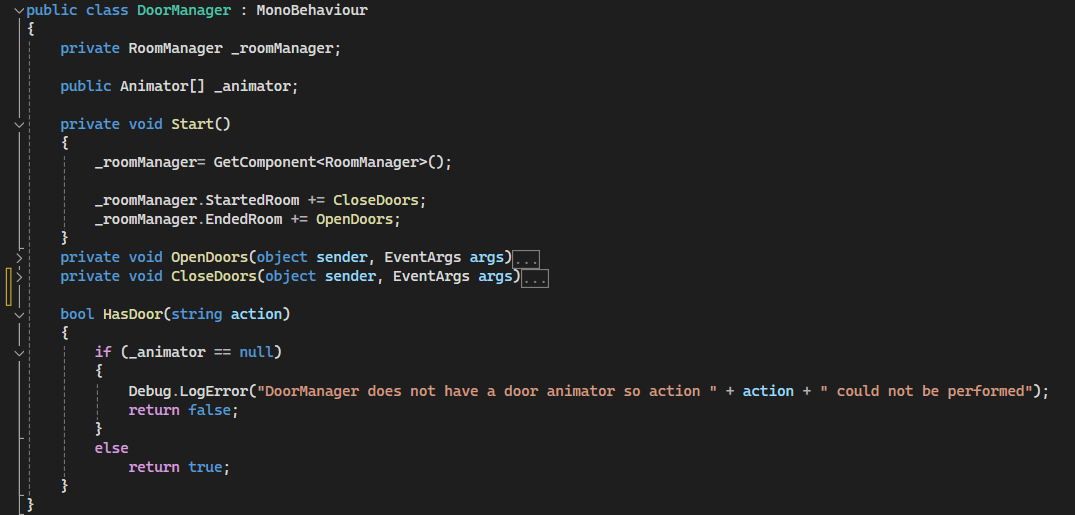 public class DoorManager : MonoBehaviour
{
    private RoomManager _roomManager;

    public Animator[] _animator;

    private void Start()
    {
        _roomManager= GetComponent<RoomManager>();

        _roomManager.StartedRoom += CloseDoors;
        _roomManager.EndedRoom += OpenDoors;
    }
    private void OpenDoors(object sender, EventArgs args)...
    private void CloseDoors(object sender, EventArgs args)...

    bool HasDoor(string action)
    {
        if (_animator == null)
        {
            Debug.LogError("DoorManager does not have a door animator so action " + action + " could not be performed");
            return false;
        }
        else
            return true;
    }
}